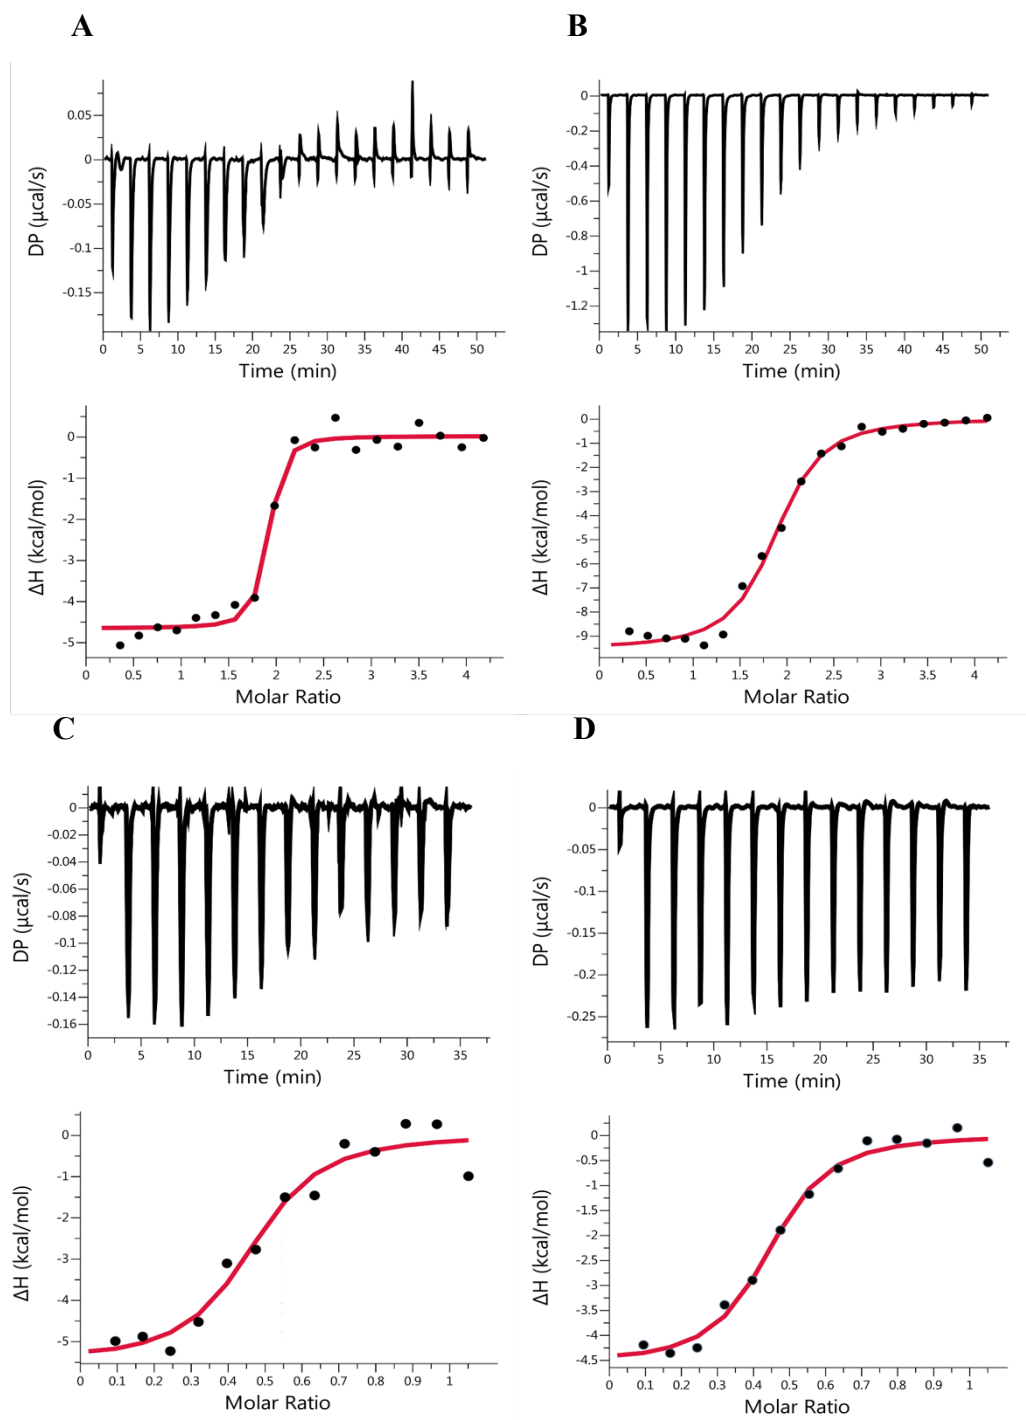 A
B
DP (μcal/s)
0.05
0
-0.05
-0.1
-0.15
0 5 10 15 20 25 30 35 40 45 50
Time (min)
DP (μcal/s)
0
-0.2
-0.4
-0.6
-0.8
-1
-1.2
0 5 10 15 20 25 30 35 40 45 50
Time (min)
ΔH (kcal/mol)
0
-1
-2
-3
-4
-5
0 0.5 1 1.5 2 2.5 3 3.5 4
Molar Ratio
ΔH (kcal/mol)
0
-1
-2
-3
-4
-5
-6
-7
-8
-9
0 0.5 1 1.5 2 2.5 3 3.5 4
Molar Ratio
C
D
DP (μcal/s)
0
-0.02
-0.04
-0.06
-0.08
-0.1
-0.12
-0.14
-0.16
0 5 10 15 20 25 30 35
Time (min)
DP (μcal/s)
0
-0.05
-0.1
-0.15
-0.2
-0.25
0 5 10 15 20 25 30 35
Time (min)
ΔH (kcal/mol)
0
-1
-2
-3
-4
-5
0 0.1 0.2 0.3 0.4 0.5 0.6 0.7 0.8 0.9 1
Molar Ratio
ΔH (kcal/mol)
0
-0.5
-1
-1.5
-2
-2.5
-3
-3.5
-4
-4.5
0 0.1 0.2 0.3 0.4 0.5 0.6 0.7 0.8 0.9 1
Molar Ratio